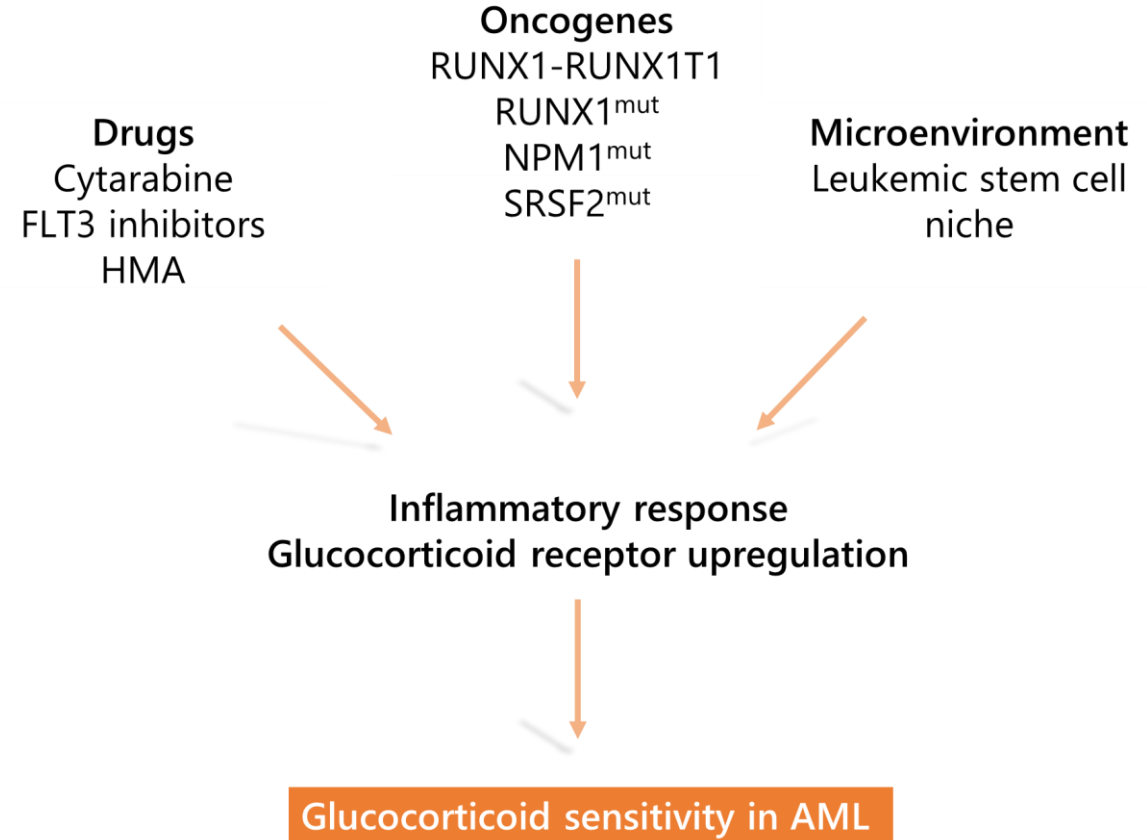 Oncogenes
RUNX1-RUNX1T1
RUNX1ᵐᵘᵗ
NPM1ᵐᵘᵗ
SRSF2ᵐᵘᵗ
Drugs
Cytarabine
FLT3 inhibitors
HMA
Microenvironment
Leukemic stem cell
niche
Inflammatory response
Glucocorticoid receptor upregulation
Glucocorticoid sensitivity in AML